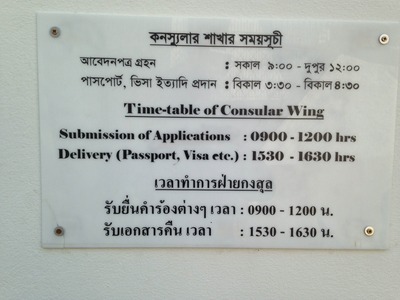 কনস্যুলার শাখার সময়সূচী
আবেদনপত্র গ্রহন : সকাল ৯:০০ - দুপুর ১২:০০
পাসপোর্ট, ভিসা ইত্যাদি প্রদান : বিকাল ৩:৩০ - বিকাল ৪:৩০
Time-table of Consular Wing
Submission of Applications : 0900 - 1200 hrs
Delivery (Passport, Visa etc.) : 1530 - 1630 hrs
เวลาทำการฝ่ายกงสุล
รับยื่นคำร้องต่างๆ เวลา : 0900 - 1200 น.
รับเอกสารคืน เวลา : 1530 - 1630 น.